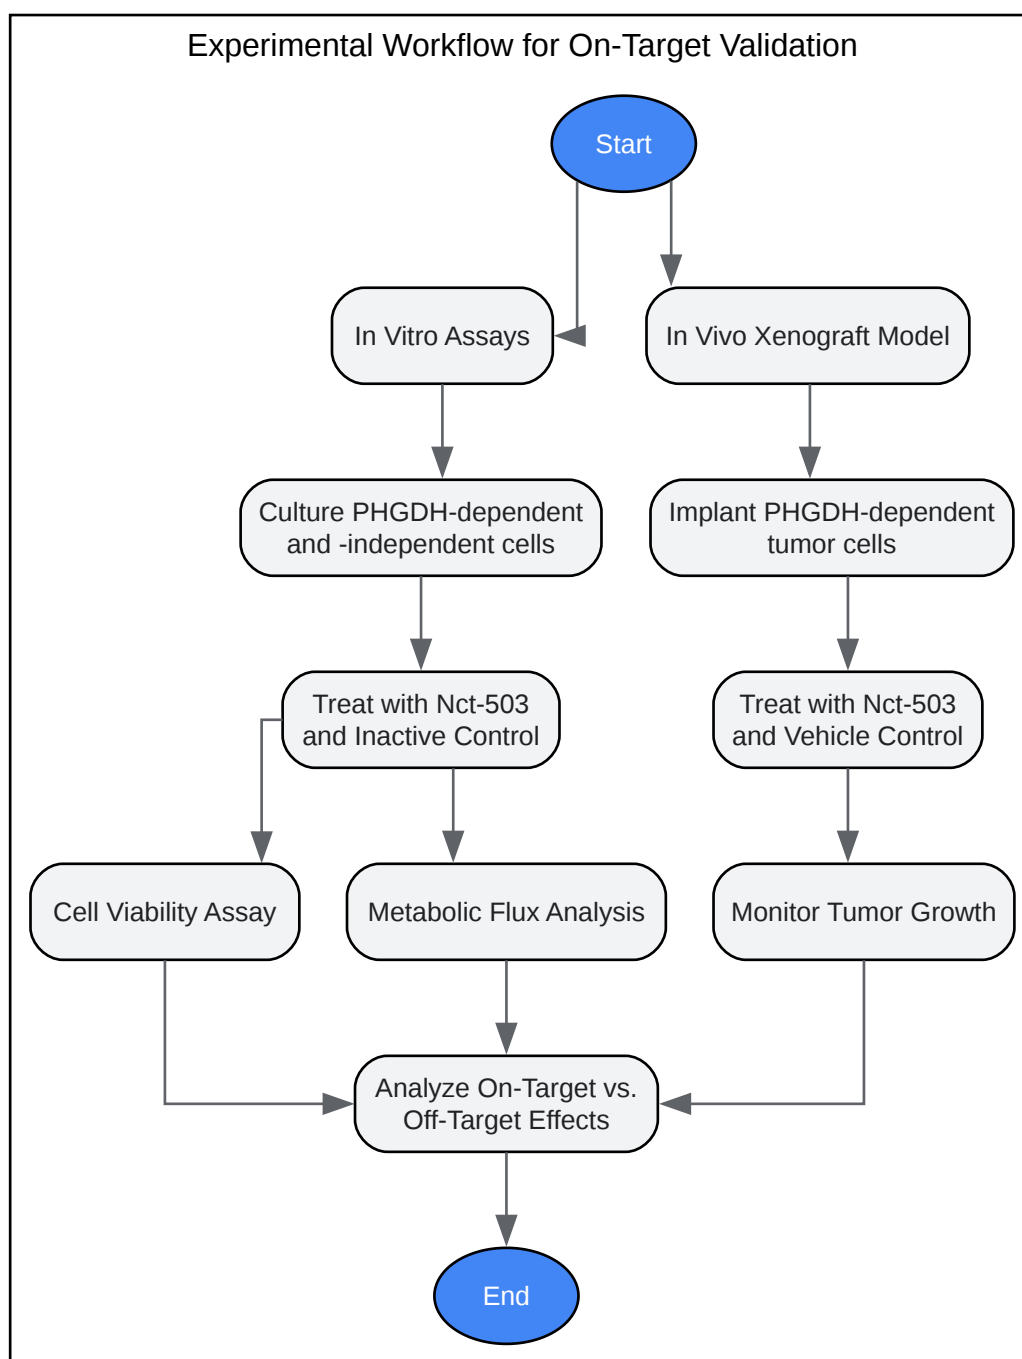 Experimental Workflow for On-Target Validation
Start
In Vitro Assays
In Vivo Xenograft Model
Culture PHGDH-dependent
and -independent cells
Implant PHGDH-dependent
tumor cells
Treat with Nct-503
and Inactive Control
Treat with Nct-503
and Vehicle Control
Cell Viability Assay
Metabolic Flux Analysis
Monitor Tumor Growth
Analyze On-Target vs.
Off-Target Effects
End